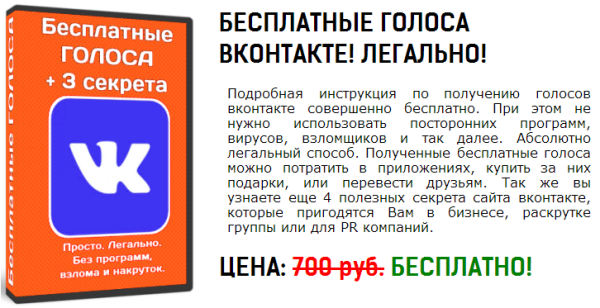 Бесплатные ГОЛОСА
Бесплатные
ГОЛОСА
+ 3 секрета
Просто. Легально.
Без программ,
взлома и накруток.
БЕСПЛАТНЫЕ ГОЛОСА
ВКОНТАКТЕ! ЛЕГАЛЬНО!
Подробная инструкция по получению голосов
вконтакте совершенно бесплатно. При этом не
нужно использовать посторонних программ,
вирусов, взломщиков и так далее. Абсолютно
легальный способ. Полученные бесплатные голоса
можно потратить в приложениях, купить за них
подарки, или перевести друзьям. Так же вы
узнаете еще 4 полезных секрета сайта вконтакте,
которые пригодятся Вам в бизнесе, раскрутке
группы или для PR компаний.
ЦЕНА: 700 руб. БЕСПЛАТНО!